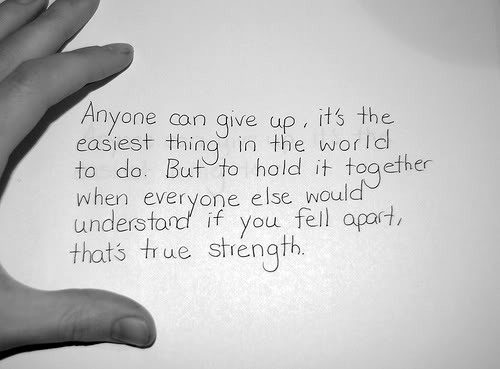 Anyone can give up, it's the
easiest thing in the world
to do. But to hold it together
when everyone else would
understand if you fell apart,
that's true strength.